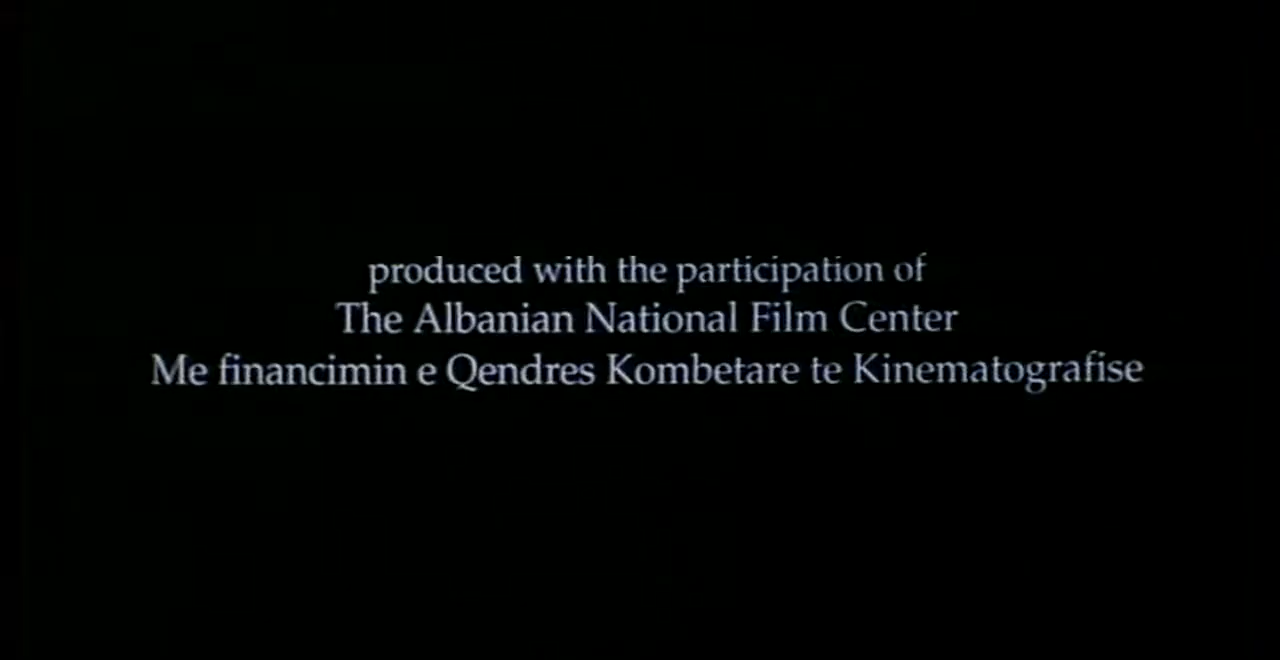 produced with the participation of
The Albanian National Film Center
Me financimin e Qendres Kombetare te Kinematografise